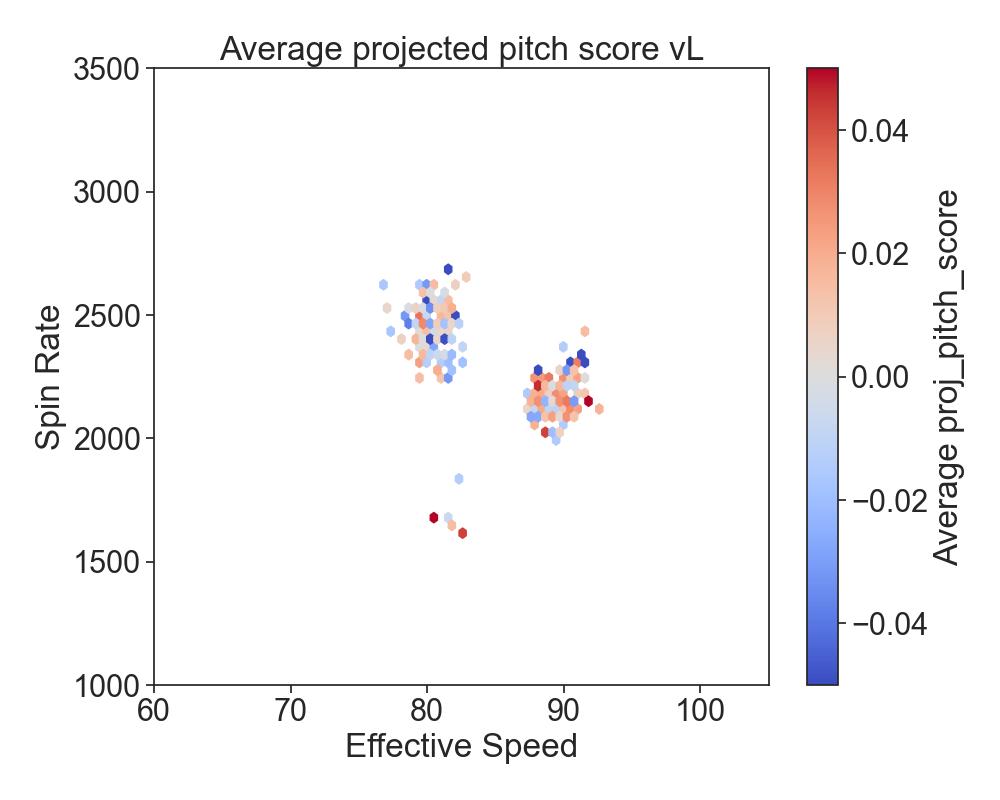 Average projected pitch score vL
3500
3000
2500
2000
1500
1000
Spin Rate
60 70 80 90 100
Effective Speed
0.04
0.02
0.00
−0.02
−0.04
Average proj_pitch_score